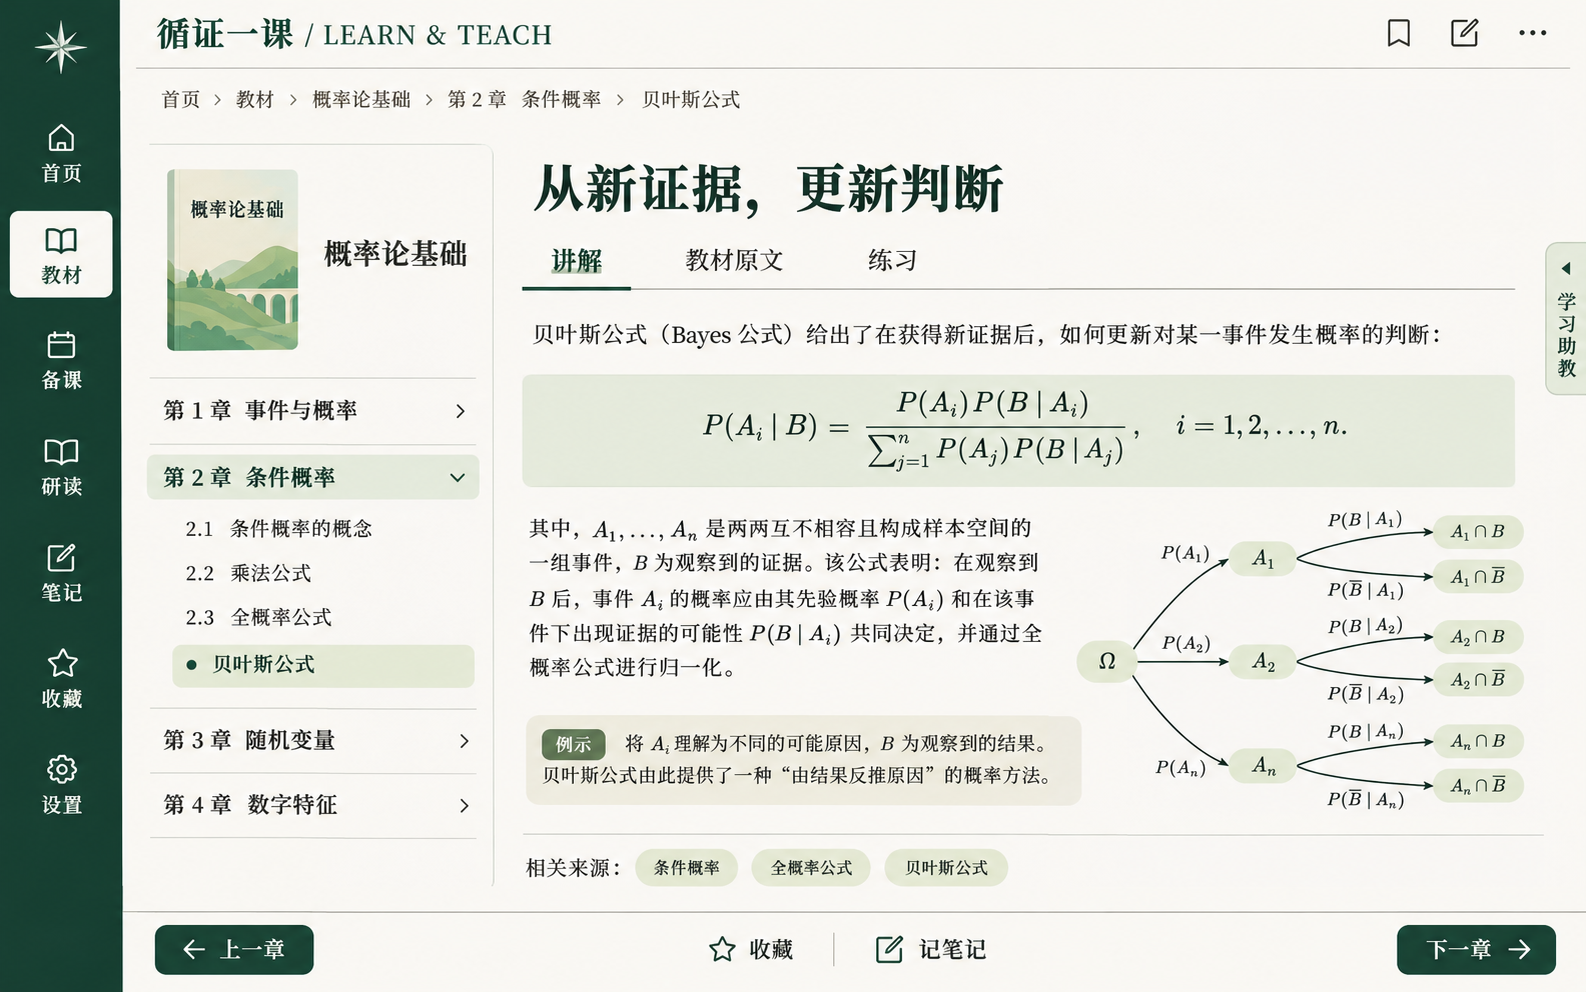 循证一课 / LEARN & TEACH
首页 > 教材 > 概率论基础 > 第 2 章 条件概率 > 贝叶斯公式
首页
教材
备课
研读
笔记
收藏
设置
概率论基础
概率论基础
第 1 章 事件与概率
第 2 章 条件概率
2.1 条件概率的概念
2.2 乘法公式
2.3 全概率公式
• 贝叶斯公式
第 3 章 随机变量
第 4 章 数字特征
从新证据，更新判断
讲解 教材原文 练习
贝叶斯公式（Bayes 公式）给出了在获得新证据后，如何更新对某一事件发生概率的判断：
P(A_i | B) = P(A_i) P(B | A_i) / ∑_{j=1}^{n} P(A_j) P(B | A_j), i = 1, 2, . . . , n.
其中，A_1, . . . , A_n 是两两互不相容且构成样本空间的
一组事件，B 为观察到的证据。该公式表明：在观察到
B 后，事件 A_i 的概率应由其先验概率 P(A_i) 和在该事
件下出现证据的可能性 P(B | A_i) 共同决定，并通过全
概率公式进行归一化。
例示 将 A_i 理解为不同的可能原因，B 为观察到的结果。
贝叶斯公式由此提供了一种“由结果反推原因”的概率方法。
Ω
P(A_1)
A_1
P(B | A_1)
A_1 ∩ B
P(B̅ | A_1)
A_1 ∩ B̅
P(A_2)
A_2
P(B | A_2)
A_2 ∩ B
P(B̅ | A_2)
A_2 ∩ B̅
P(A_n)
A_n
P(B | A_n)
A_n ∩ B
P(B̅ | A_n)
A_n ∩ B̅
相关来源： 条件概率 全概率公式 贝叶斯公式
学习助教
← 上一章
收藏
记笔记
下一章 →